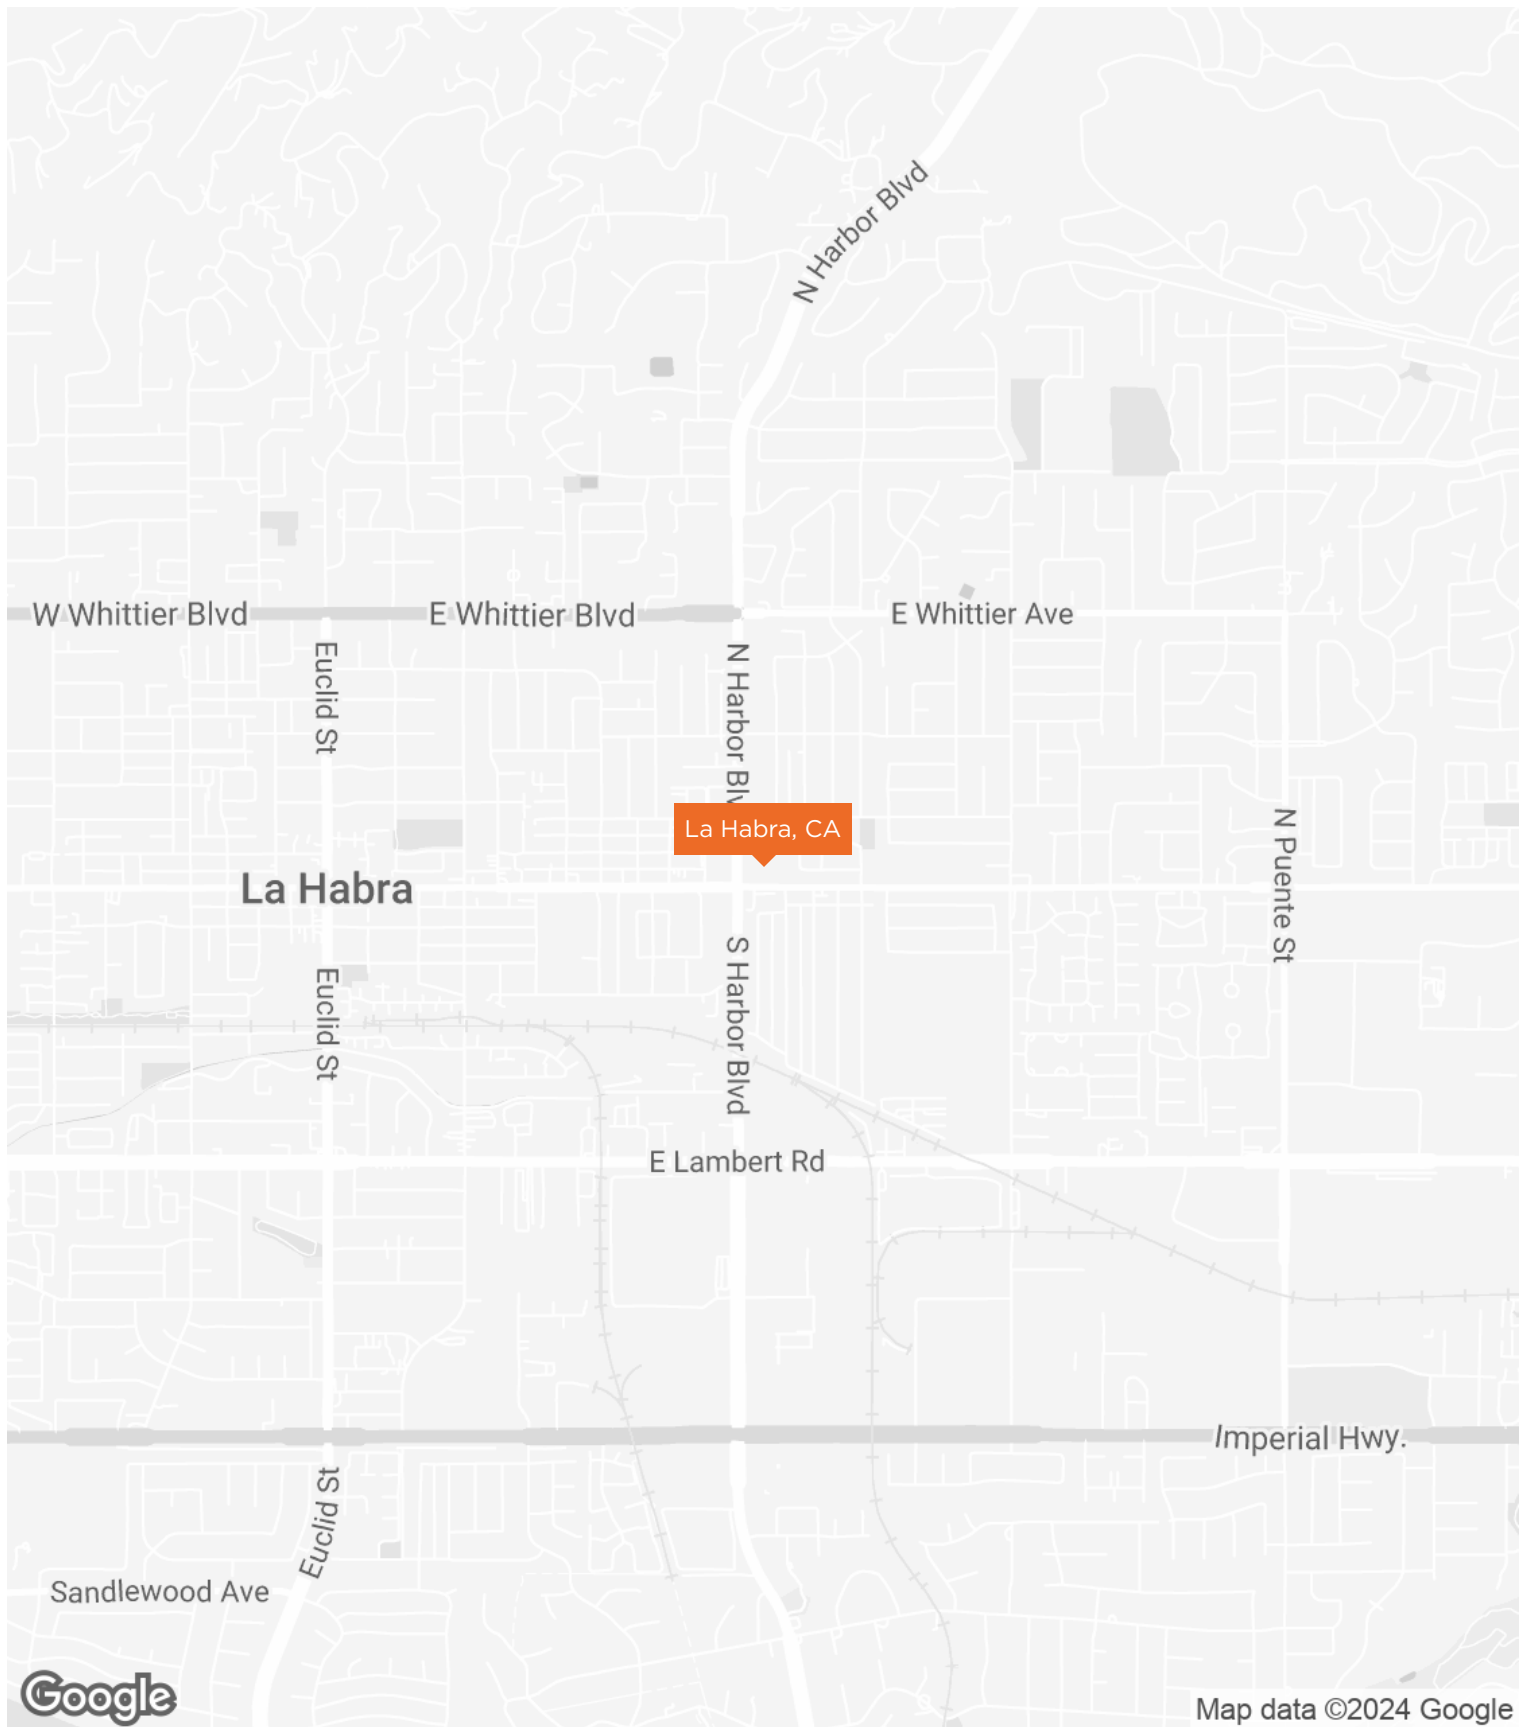 N Harbor Blvd
W Whittier Blvd
E Whittier Blvd
E Whittier Ave
Euclid St
N Harbor Blv
La Habra, CA
N Puente St
La Habra
Euclid St
S Harbor Blvd
E Lambert Rd
Imperial Hwy.
Euclid St
Sandlewood Ave
Google
Map data ©2024 Google